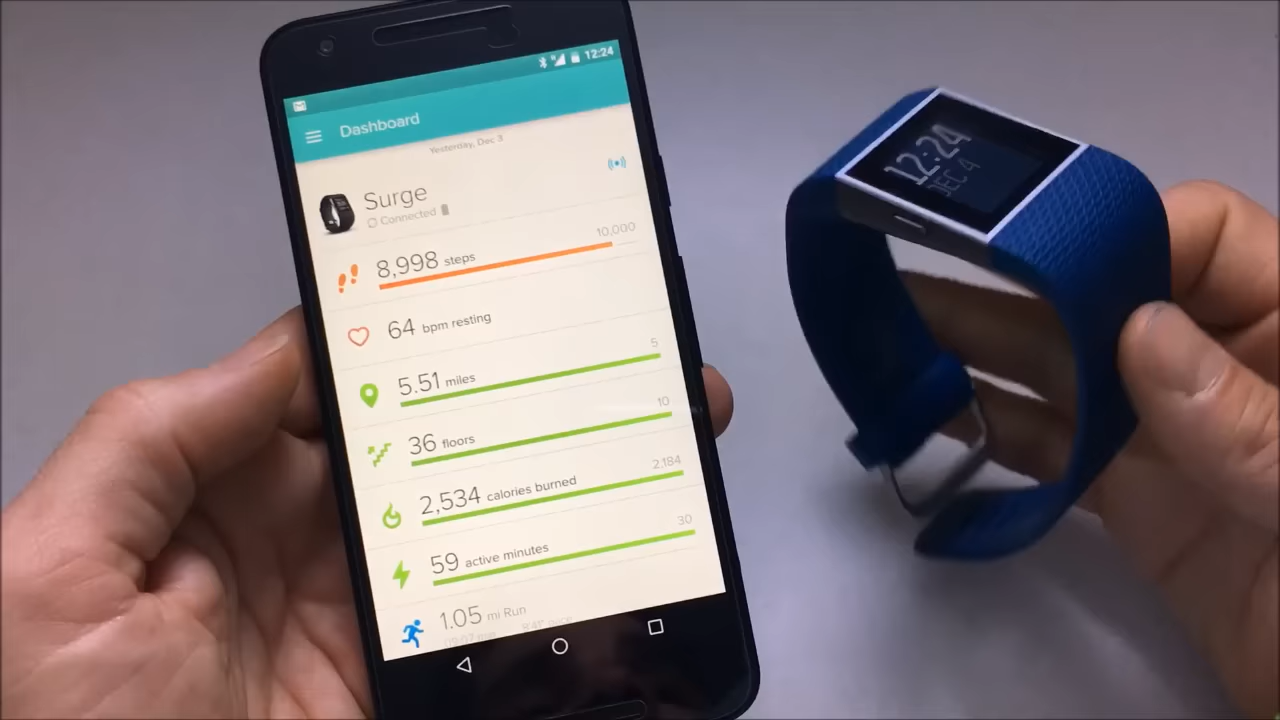 12:24
Dashboard
Yesterday, Dec 3
Surge
Connected
8,998 steps 10,000
64 bpm resting
5.51 miles 5
36 floors 10
2,534 calories burned 2,184
59 active minutes 30
1.05 mi Run
12:24
DEC 4